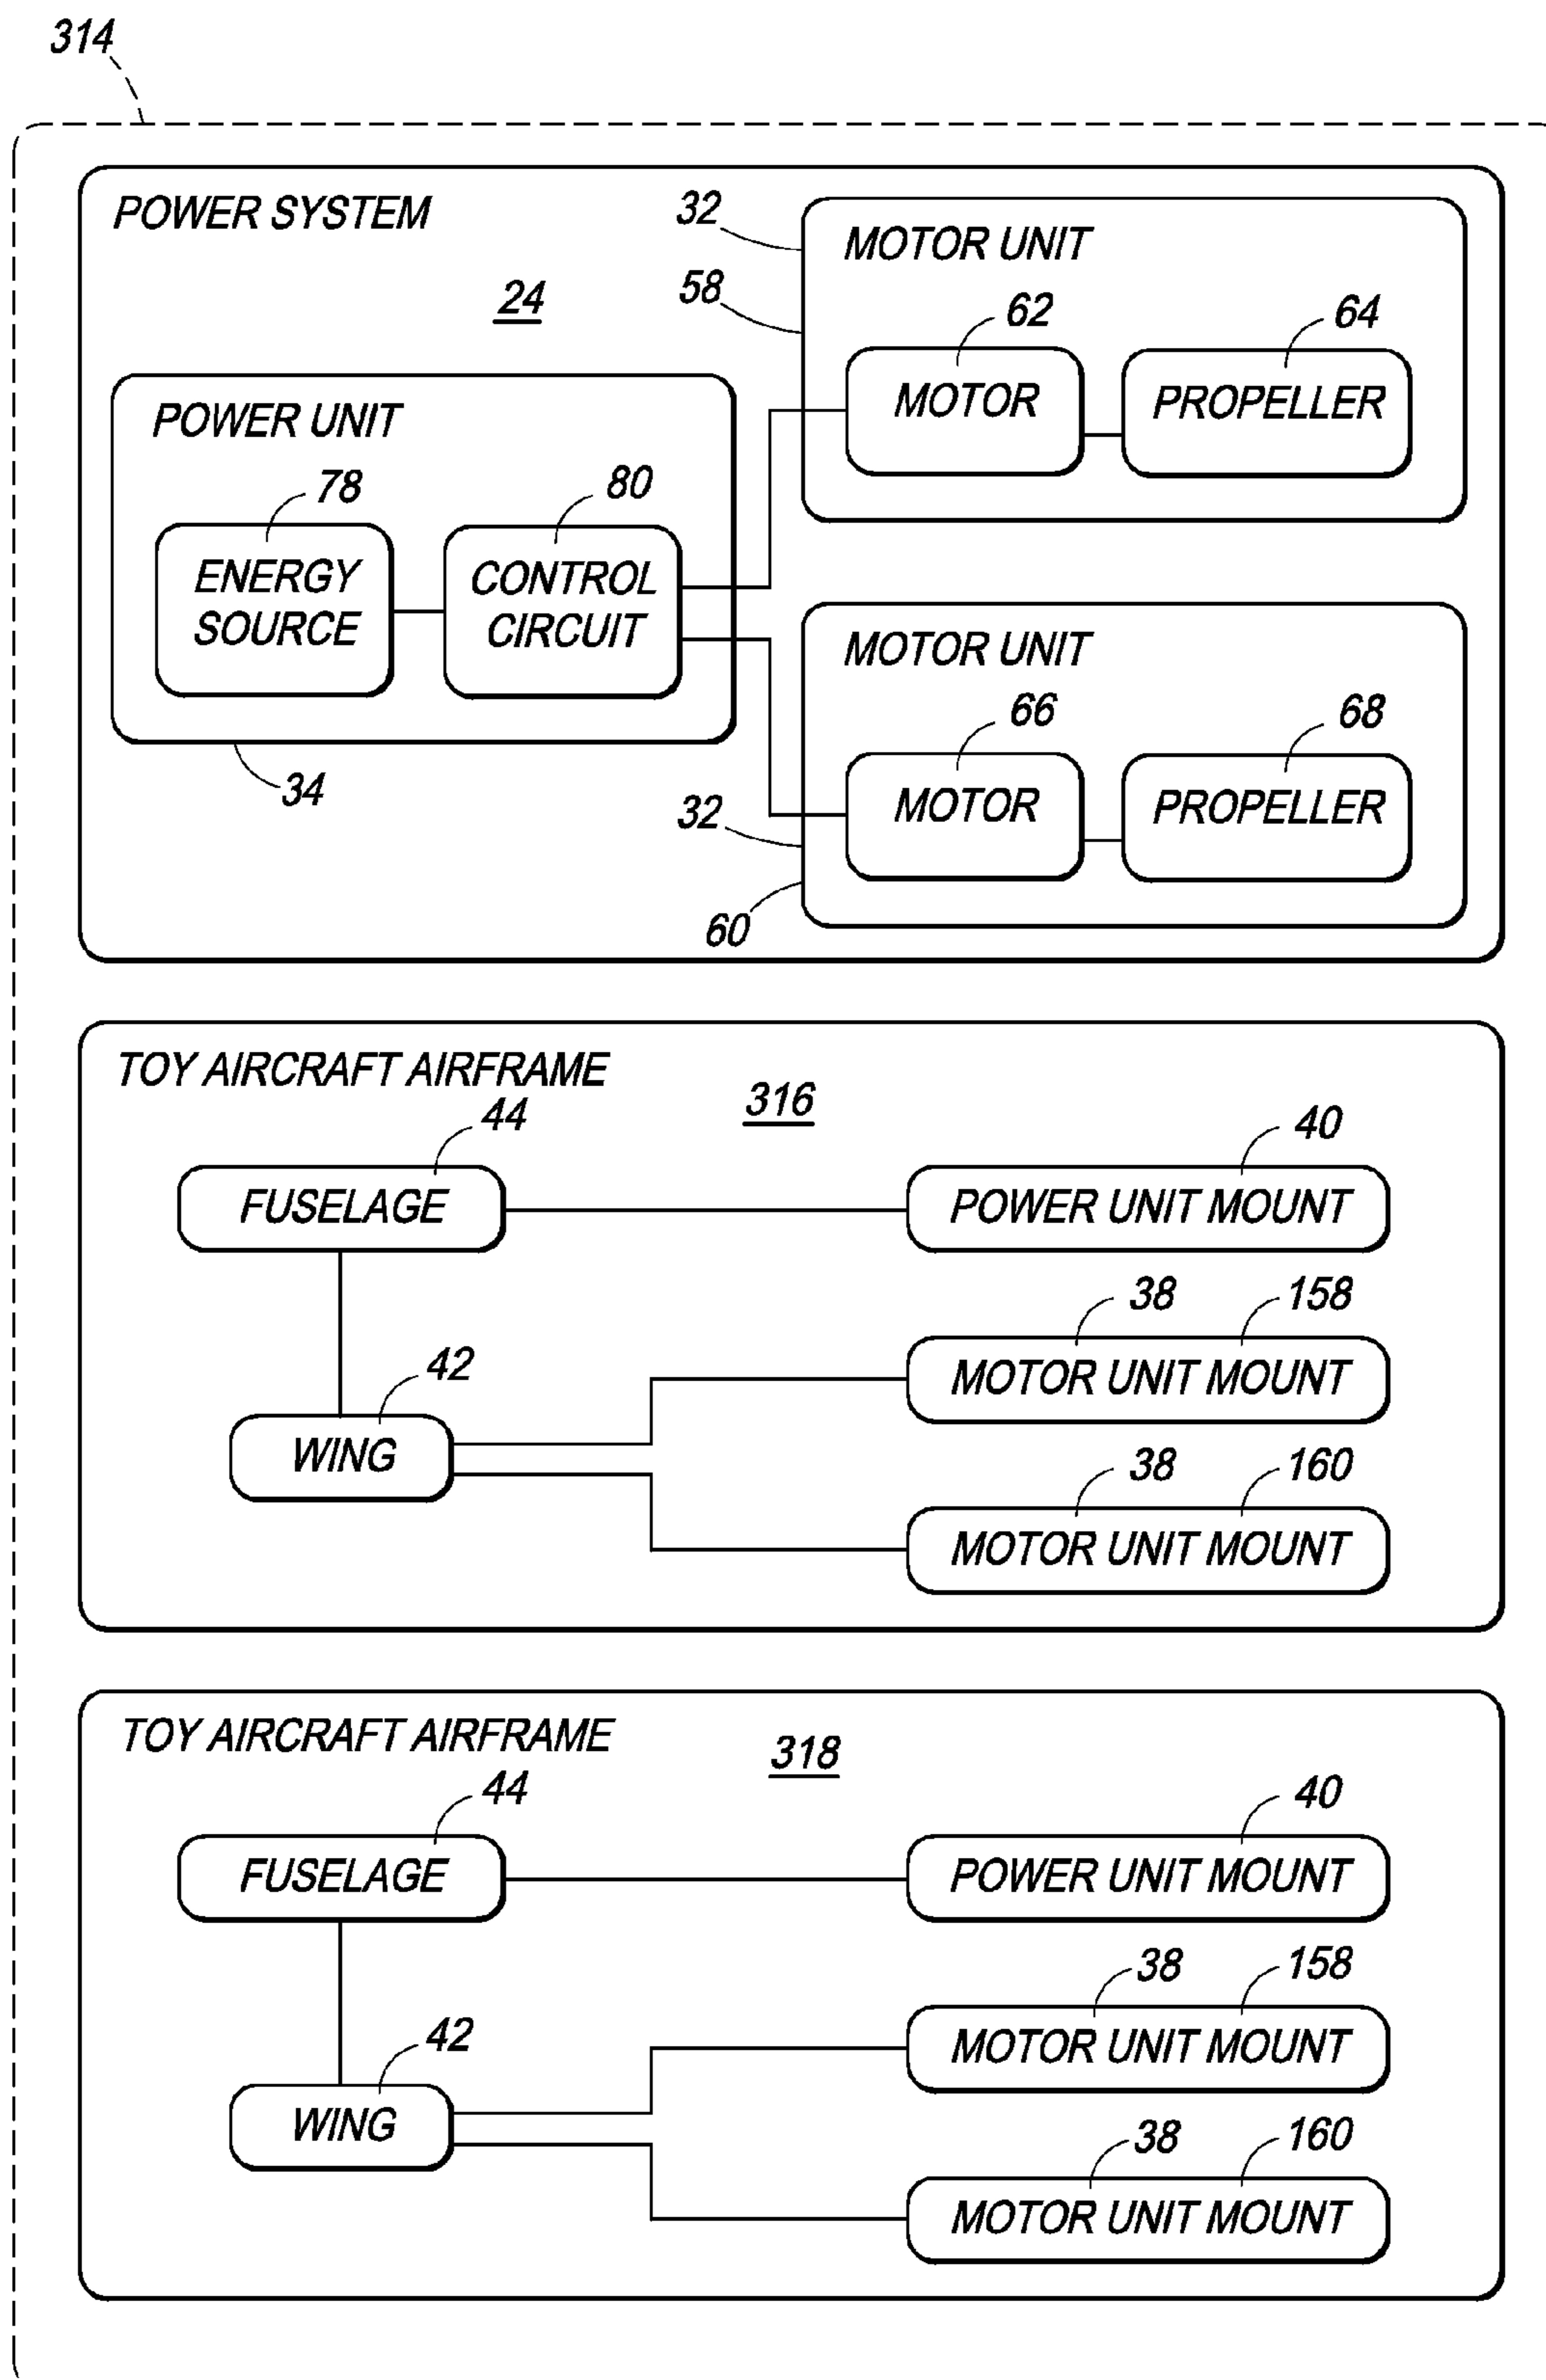 314
POWER SYSTEM
24
32
58
MOTOR UNIT
62
64
MOTOR
PROPELLER
POWER UNIT
78
80
ENERGY
SOURCE
CONTROL
CIRCUIT
34
MOTOR UNIT
66
68
MOTOR
PROPELLER
32
60
TOY AIRCRAFT AIRFRAME
316
44
FUSELAGE
40
POWER UNIT MOUNT
38
158
MOTOR UNIT MOUNT
42
WING
38
160
MOTOR UNIT MOUNT
TOY AIRCRAFT AIRFRAME
318
44
FUSELAGE
40
POWER UNIT MOUNT
38
158
MOTOR UNIT MOUNT
42
WING
38
160
MOTOR UNIT MOUNT